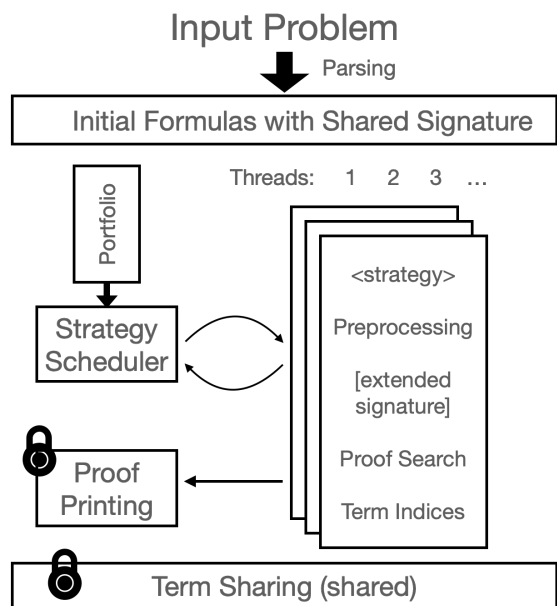 Input Problem
Parsing
Initial Formulas with Shared Signature
Threads: 1 2 3 ...
Portfolio
Strategy
Scheduler
<strategy>
Preprocessing
[extended
signature]
Proof Search
Term Indices
Proof
Printing
Term Sharing (shared)